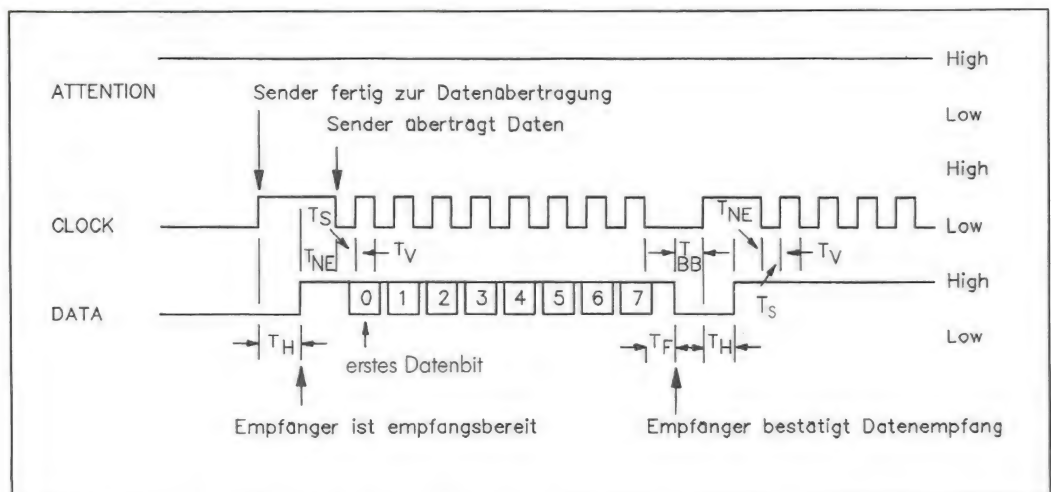 High
ATTENTION
Sender fertig zur Datenübertragung
Low
Sender überträgt Daten
High
CLOCK
Low
TS
TNE
TV
TBB
TNE
TV
TS
High
DATA
0 1 2 3 4 5 6 7
Low
TH
erstes Datenbit
TF
TH
Empfänger ist empfangsbereit
Empfänger bestätigt Datenempfang